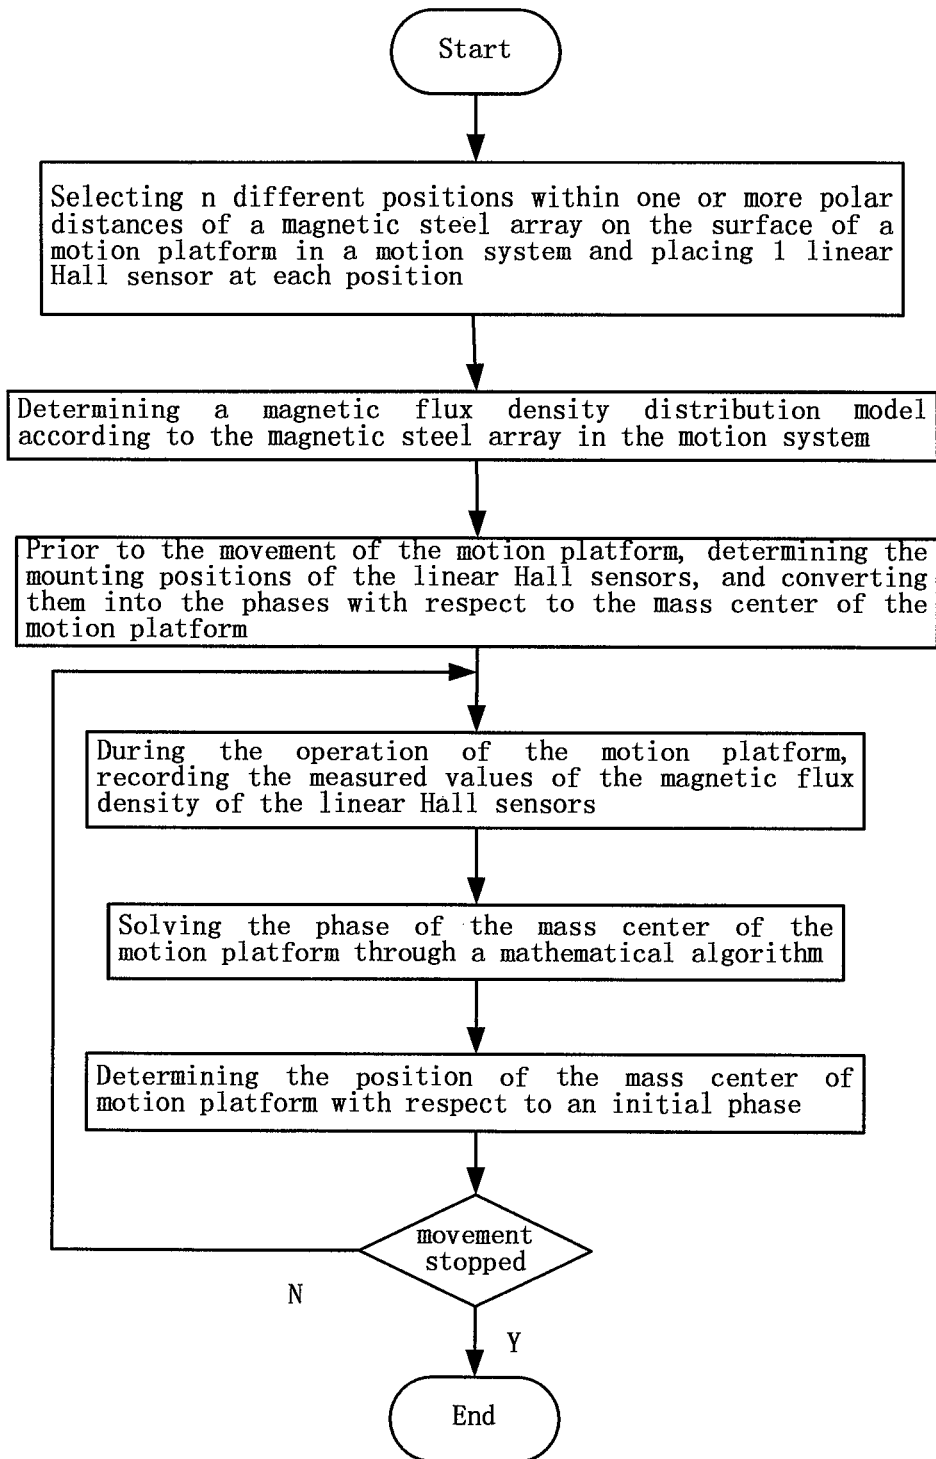 Start
Selecting n different positions within one or more polar
distances of a magnetic steel array on the surface of a
motion platform in a motion system and placing 1 linear
Hall sensor at each position
Determining a magnetic flux density distribution model
according to the magnetic steel array in the motion system
Prior to the movement of the motion platform, determining the
mounting positions of the linear Hall sensors, and converting
them into the phases with respect to the mass center of the
motion platform
During the operation of the motion platform,
recording the measured values of the magnetic flux
density of the linear Hall sensors
Solving the phase of the mass center of the
motion platform through a mathematical algorithm
Determining the position of the mass center of
motion platform with respect to an initial phase
movement
stopped
N
Y
End